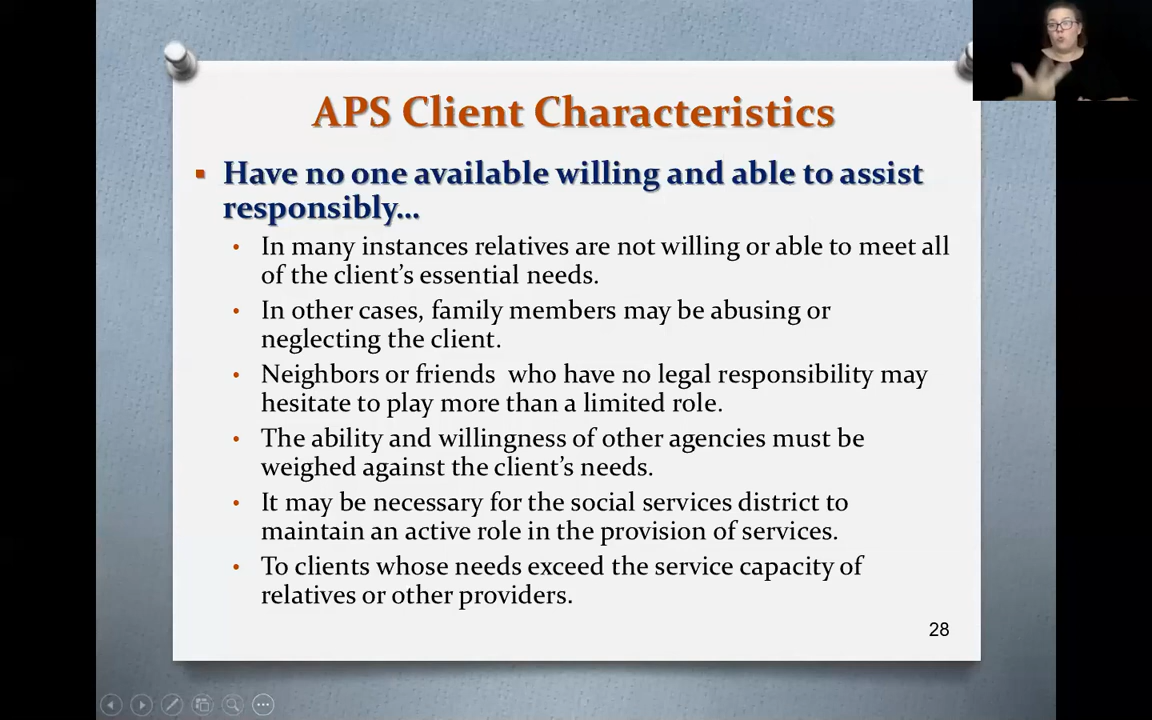 APS Client Characteristics
▪ Have no one available willing and able to assist
responsibly...
• In many instances relatives are not willing or able to meet all
of the client’s essential needs.
• In other cases, family members may be abusing or
neglecting the client.
• Neighbors or friends  who have no legal responsibility may
hesitate to play more than a limited role.
• The ability and willingness of other agencies must be
weighed against the client’s needs.
• It may be necessary for the social services district to
maintain an active role in the provision of services.
• To clients whose needs exceed the service capacity of
relatives or other providers.
28